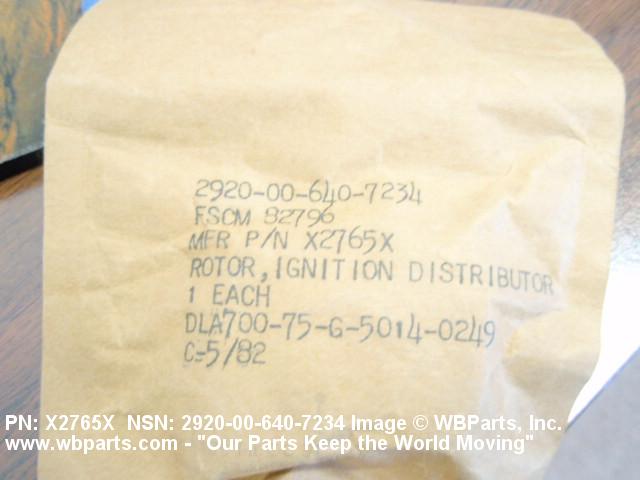 2920-00-640-7234
FSCM 82796
MFR P/N X2765X
ROTOR, IGNITION DISTRIBUTOR
1 EACH
DLA700-75-G-5014-0249
C=5/82
PN: X2765X NSN: 2920-00-640-7234 Image © WBParts, Inc.
www.wbparts.com - "Our Parts Keep the World Moving"